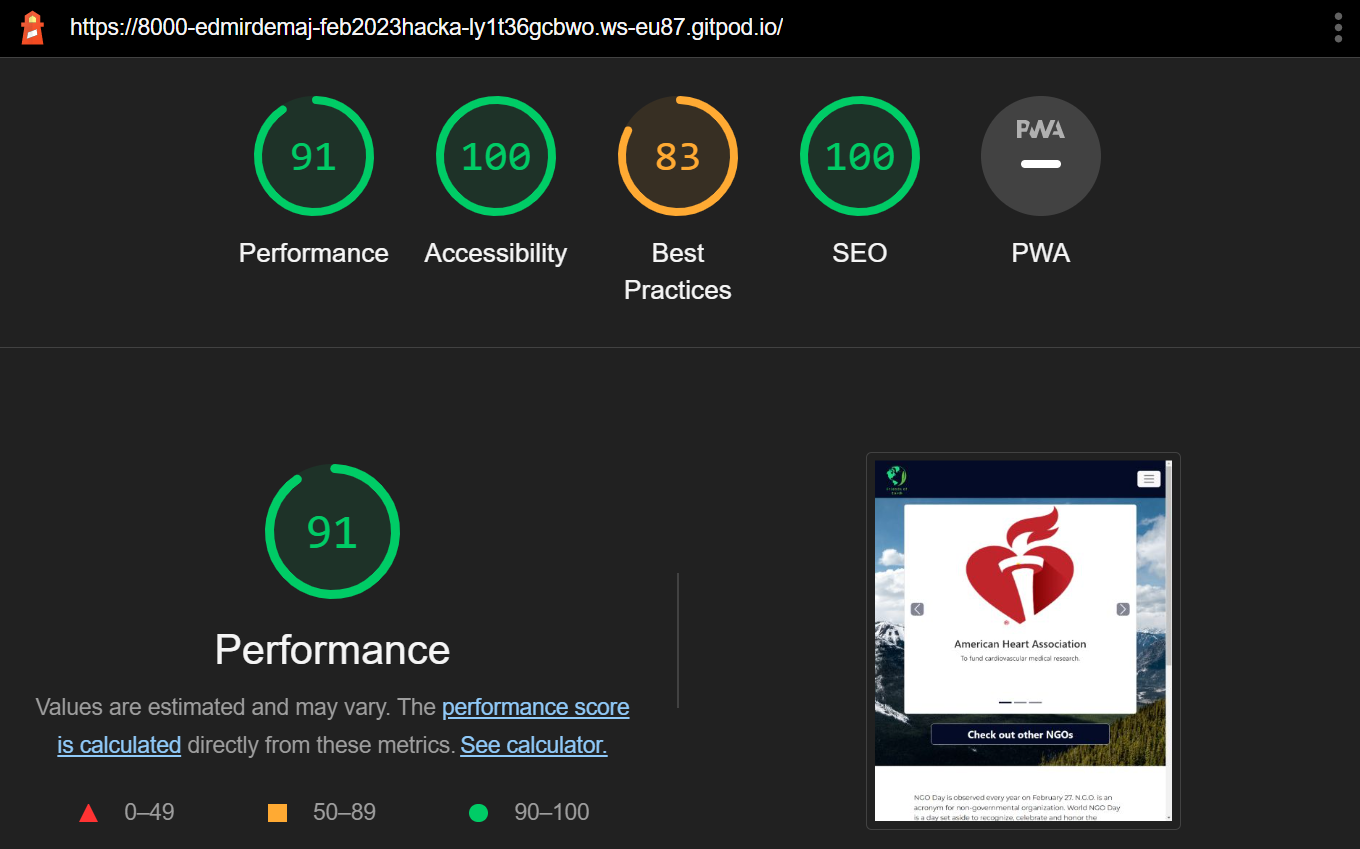 https://8000-edmirdemaj-feb2023hacka-ly1t36gcbwo.ws-eu87.gitpod.io/
91
100
83
100
PWA
Performance
Accessibility
Best
Practices
SEO
PWA
91
Performance
Values are estimated and may vary. The performance score
is calculated directly from these metrics. See calculator.
0–49
50–89
90–100
American Heart Association
To fund cardiovascular medical research.
Check out other NGOs
NGO Day is observed every year on February 27. N.G.O. is an
acronym for non-governmental organization. World NGO Day
is a day set aside to recognize, celebrate and honor the